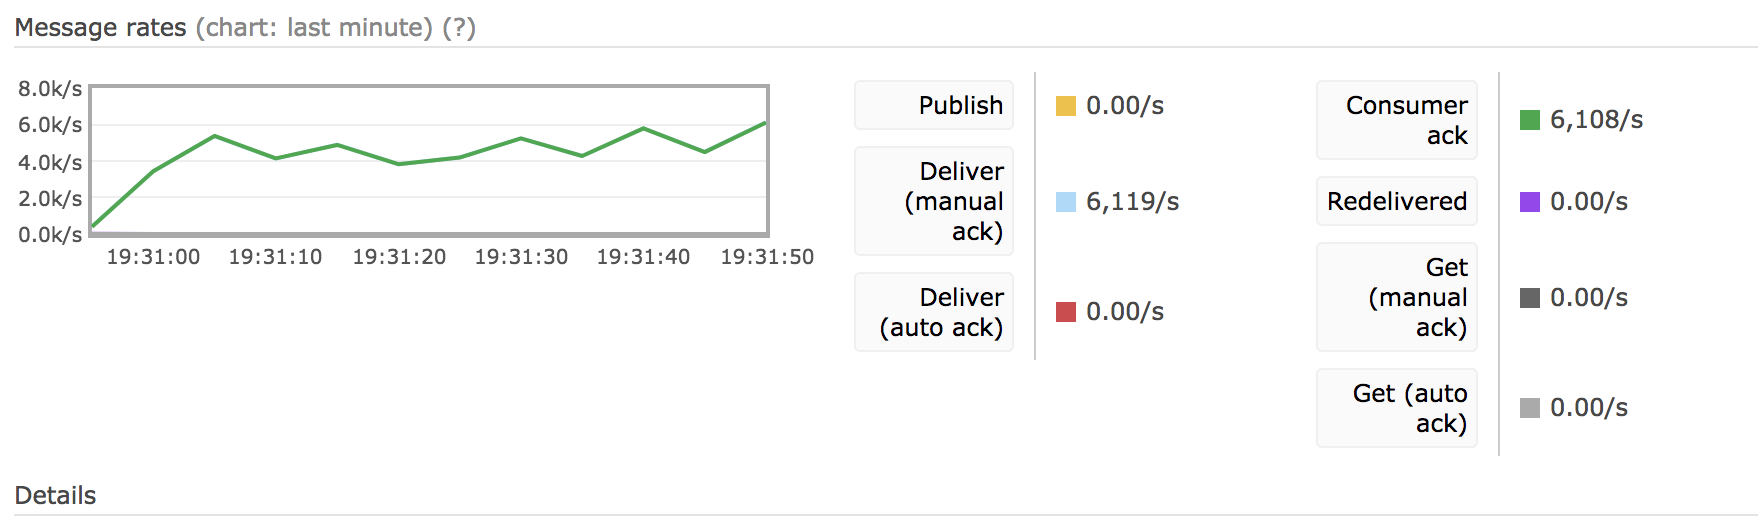 Message rates (chart: last minute) (?)
8.0k/s
6.0k/s
4.0k/s
2.0k/s
0.0k/s
19:31:00 19:31:10 19:31:20 19:31:30 19:31:40 19:31:50
Publish
0.00/s
Deliver
(manual
ack)
6,119/s
Deliver
(auto ack)
0.00/s
Consumer
ack
6,108/s
Redelivered
0.00/s
Get
(manual
ack)
0.00/s
Get (auto
ack)
0.00/s
Details